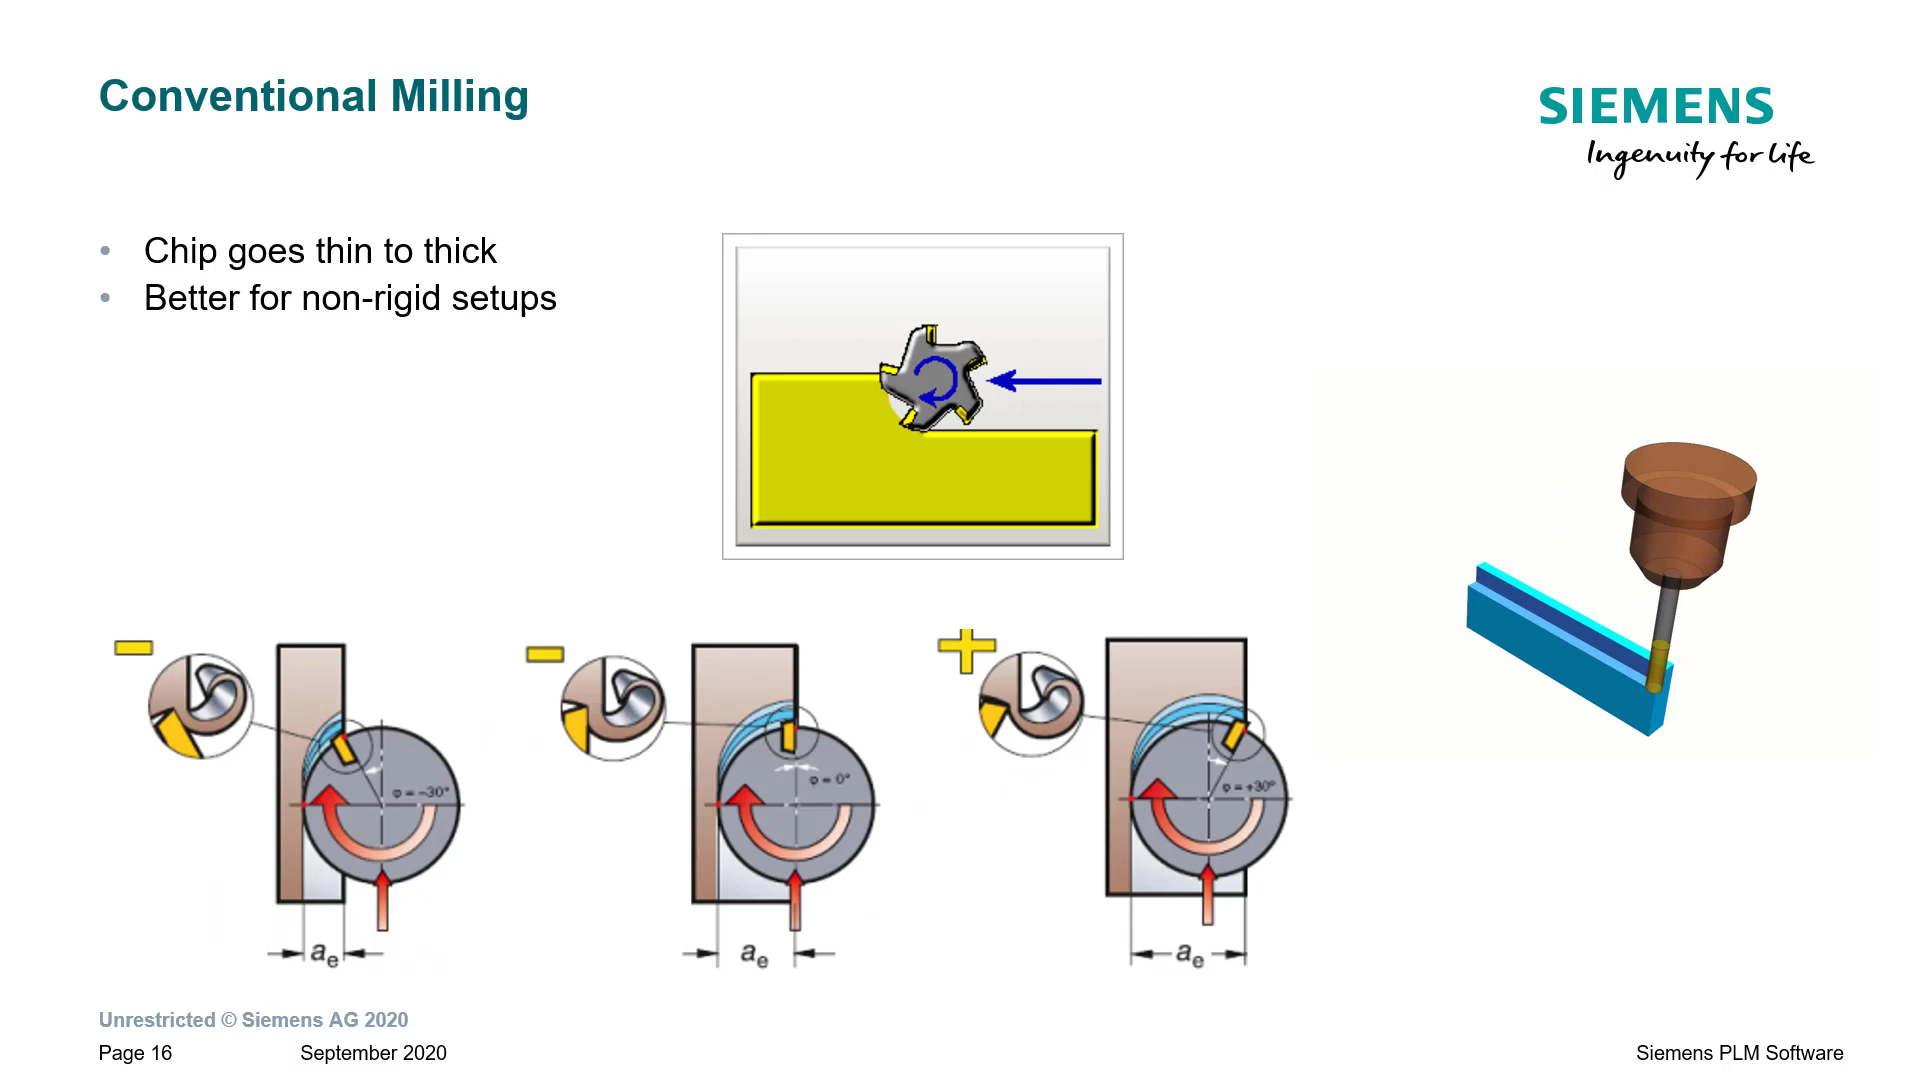 Conventional Milling
SIEMENS
Ingenuity for life
• Chip goes thin to thick
• Better for non-rigid setups
φ = −30°
φ = 0°
φ = +30°
ae
ae
ae
Unrestricted © Siemens AG 2020
Page 16 September 2020 Siemens PLM Software